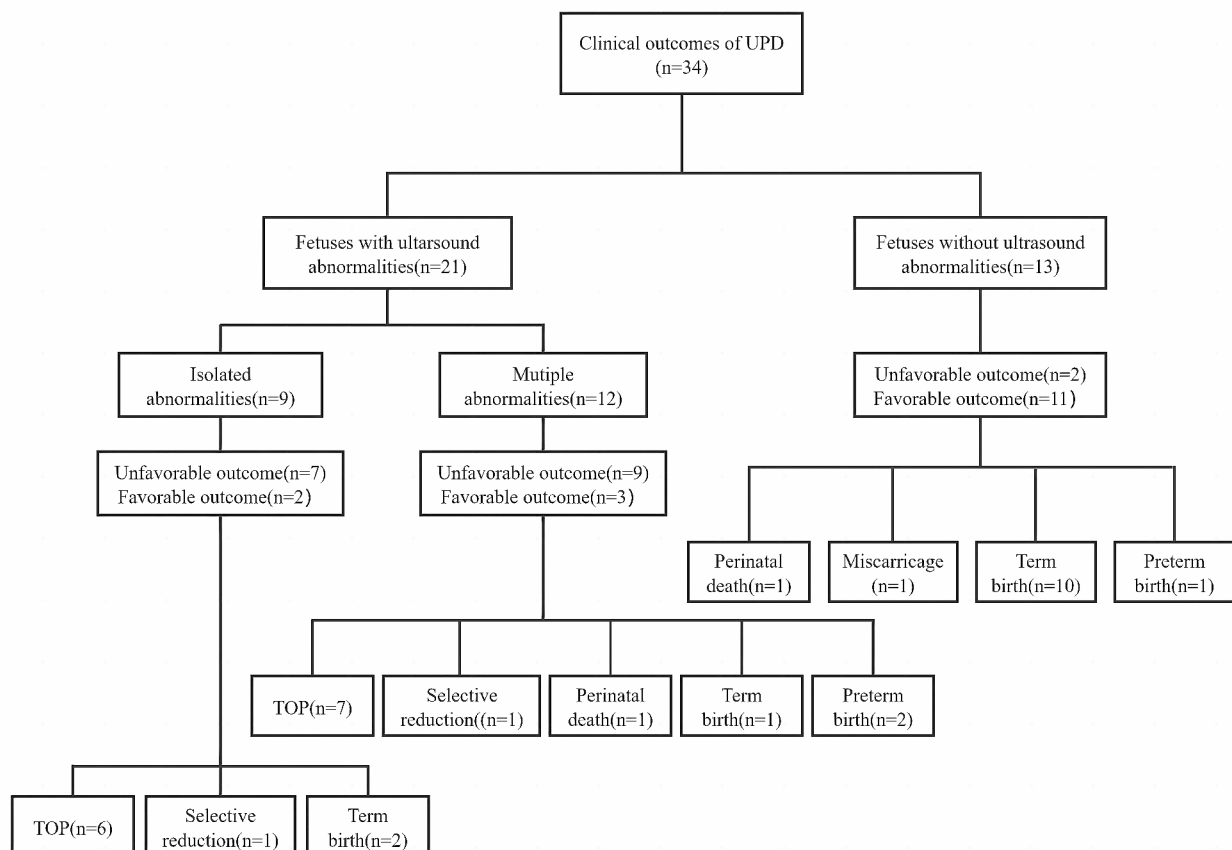 Clinical outcomes of UPD
(n=34)
Fetuses with ultarsound
abnormalities(n=21)
Fetuses without ultrasound
abnormalities(n=13)
Isolated
abnormalities(n=9)
Mutiple
abnormalities(n=12)
Unfavorable outcome(n=2)
Favorable outcome(n=11)
Unfavorable outcome(n=7)
Favorable outcome(n=2)
Unfavorable outcome(n=9)
Favorable outcome(n=3)
Perinatal
death(n=1)
Miscarricage
(n=1)
Term
birth(n=10)
Preterm
birth(n=1)
TOP(n=7)
Selective
reduction((n=1)
Perinatal
death(n=1)
Term
birth(n=1)
Preterm
birth(n=2)
TOP(n=6)
Selective
reduction(n=1)
Term
birth(n=2)